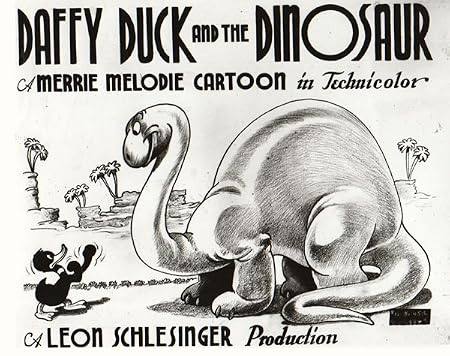 DAFFY DUCK AND THE DINOSAUR
A MERRIE MELODIE CARTOON in Technicolor
A LEON SCHLESINGER Production